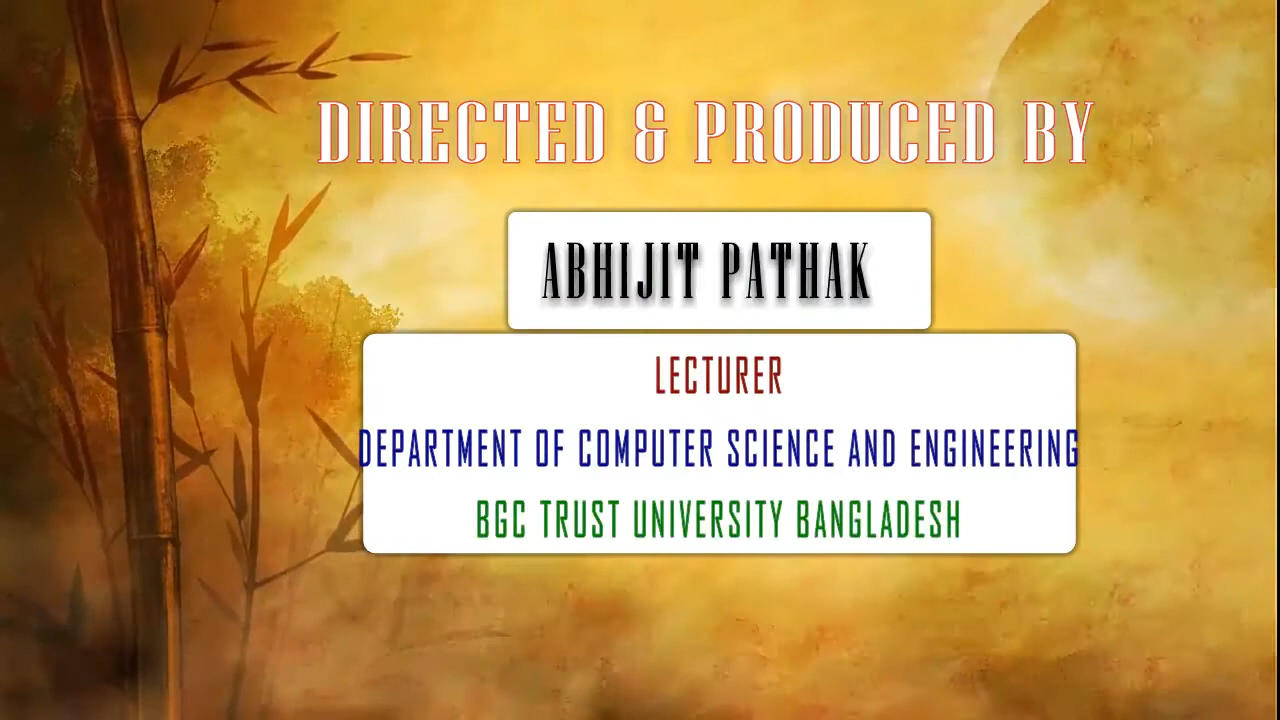 DIRECTED & PRODUCED BY
ABHIJIT PATHAK
LECTURER
DEPARTMENT OF COMPUTER SCIENCE AND ENGINEERING
BGC TRUST UNIVERSITY BANGLADESH